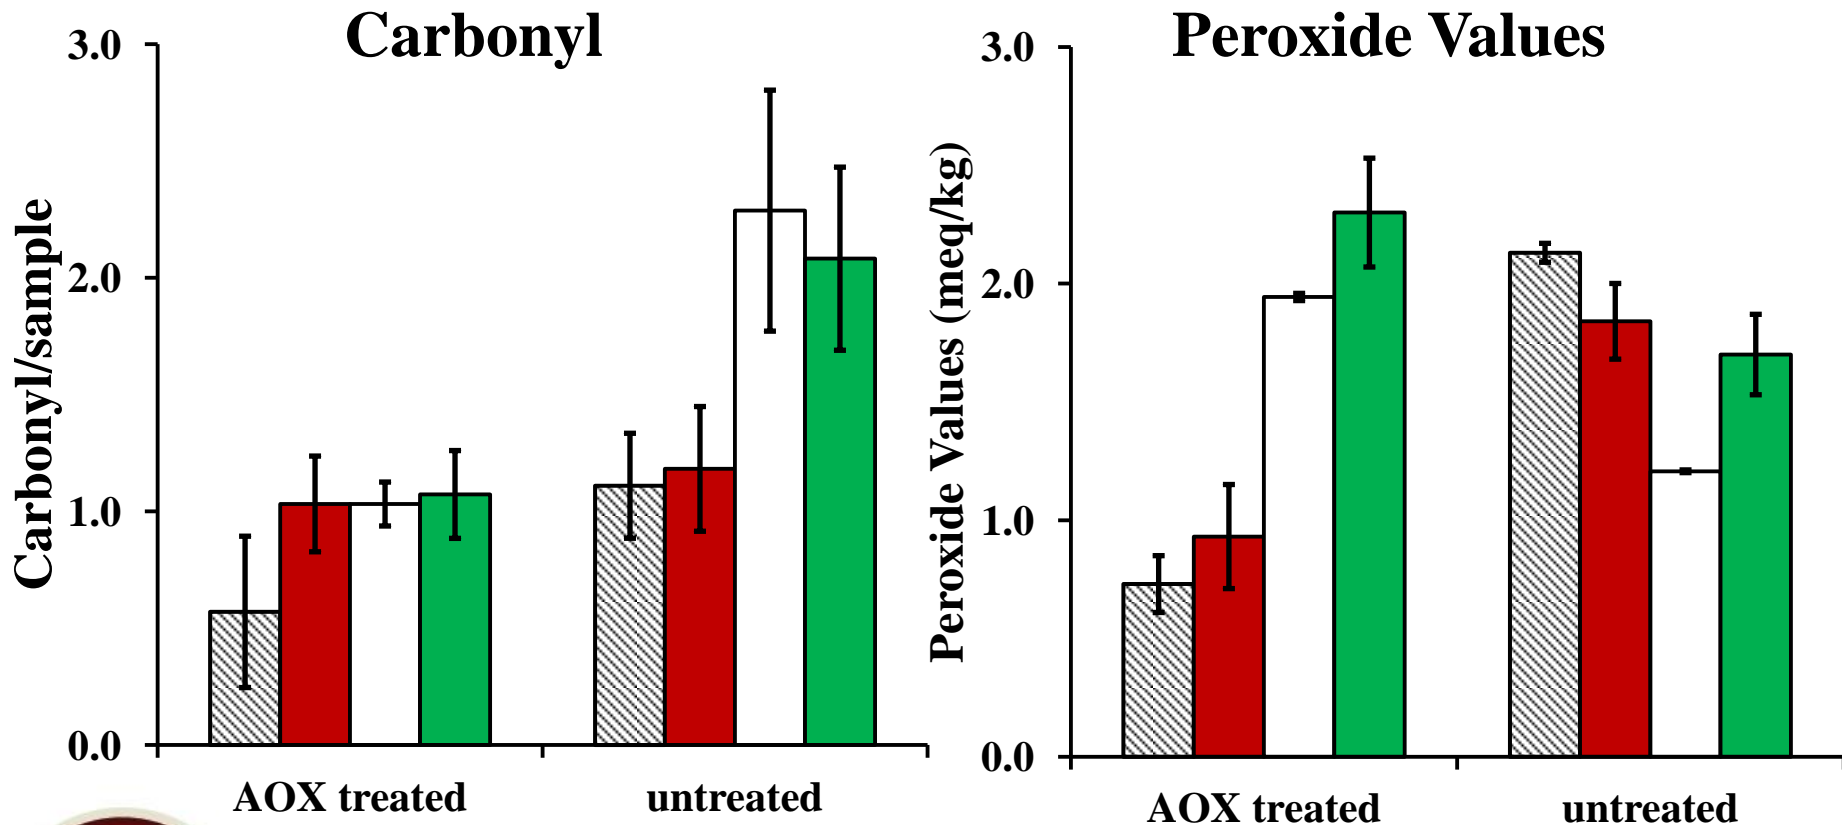 Carbonyl
3.0
2.0
1.0
0.0
Carbonyl/sample
AOX treated
untreated
Peroxide Values
3.0
2.0
1.0
0.0
Peroxide Values (meq/kg)
AOX treated
untreated